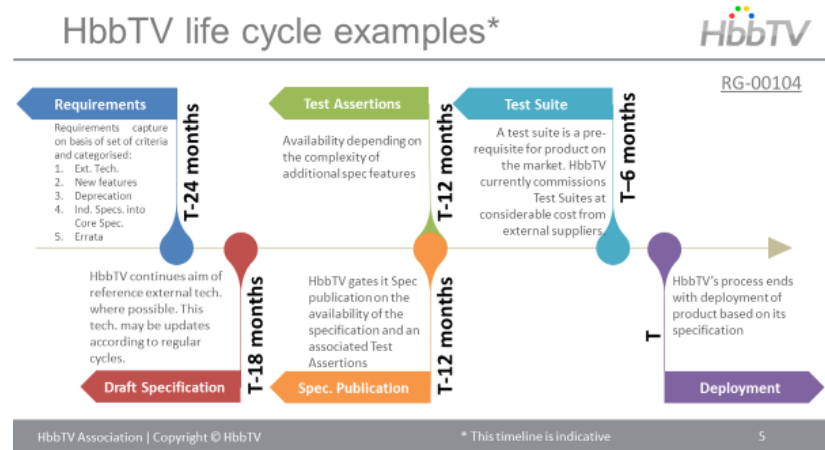 HbbTV life cycle examples*
HbbTV
RG-00104
Requirements
Requirements capture
on basis of set of criteria
and categorised:
1. Ext. Tech.
2. New features
3. Deprecation
4. Ind. Specs. into
Core Spec.
5. Errata
T-24 months
Test Assertions
Availability depending on
the complexity of
additional spec features
T-12 months
Test Suite
A test suite is a pre-
requisite for product on
the market. HbbTV
currently commissions
Test Suites at
considerable cost from
external suppliers.
T–6 months
HbbTV continues aim of
reference external tech.
where possible. This
tech. may be updates
according to regular
cycles.
Draft Specification
T-18 months
HbbTV gates it Spec
publication on the
availability of the
specification and an
associated Test
Assertions
Spec. Publication
T-12 months
T
HbbTV's process ends
with deployment of
product based on its
specification
Deployment
HbbTV Association | Copyright © HbbTV
* This timeline is indicative
5